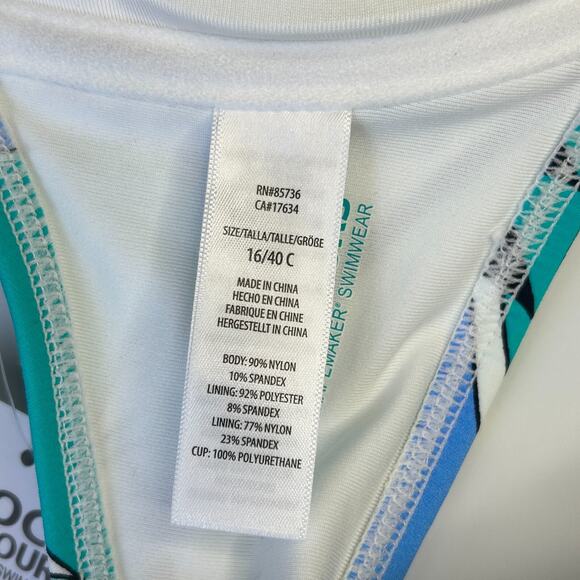 RN#85736
CA#17634
SIZE/TALLA/TAILLE/GRÖßE
16/40 C
MADE IN CHINA
HECHO EN CHINA
FABRIQUE EN CHINE
HERGESTELLT IN CHINA
BODY: 90% NYLON
10% SPANDEX
LINING: 92% POLYESTER
8% SPANDEX
LINING: 77% NYLON
23% SPANDEX
CUP: 100% POLYURETHANE
SWIMWEAR